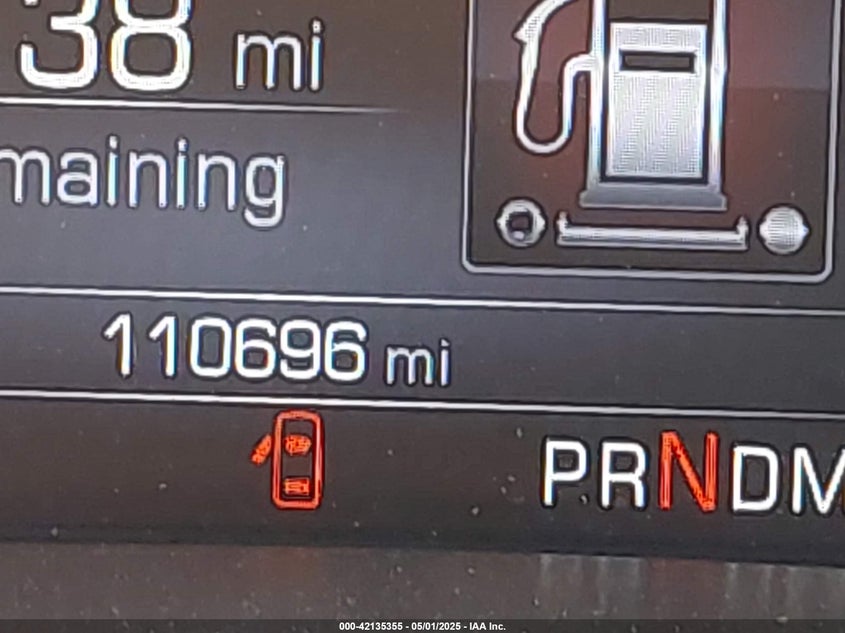 38 mi
maining
110696 mi
PRNDM
000-42135355 - 05/01/2025 - IAA Inc.